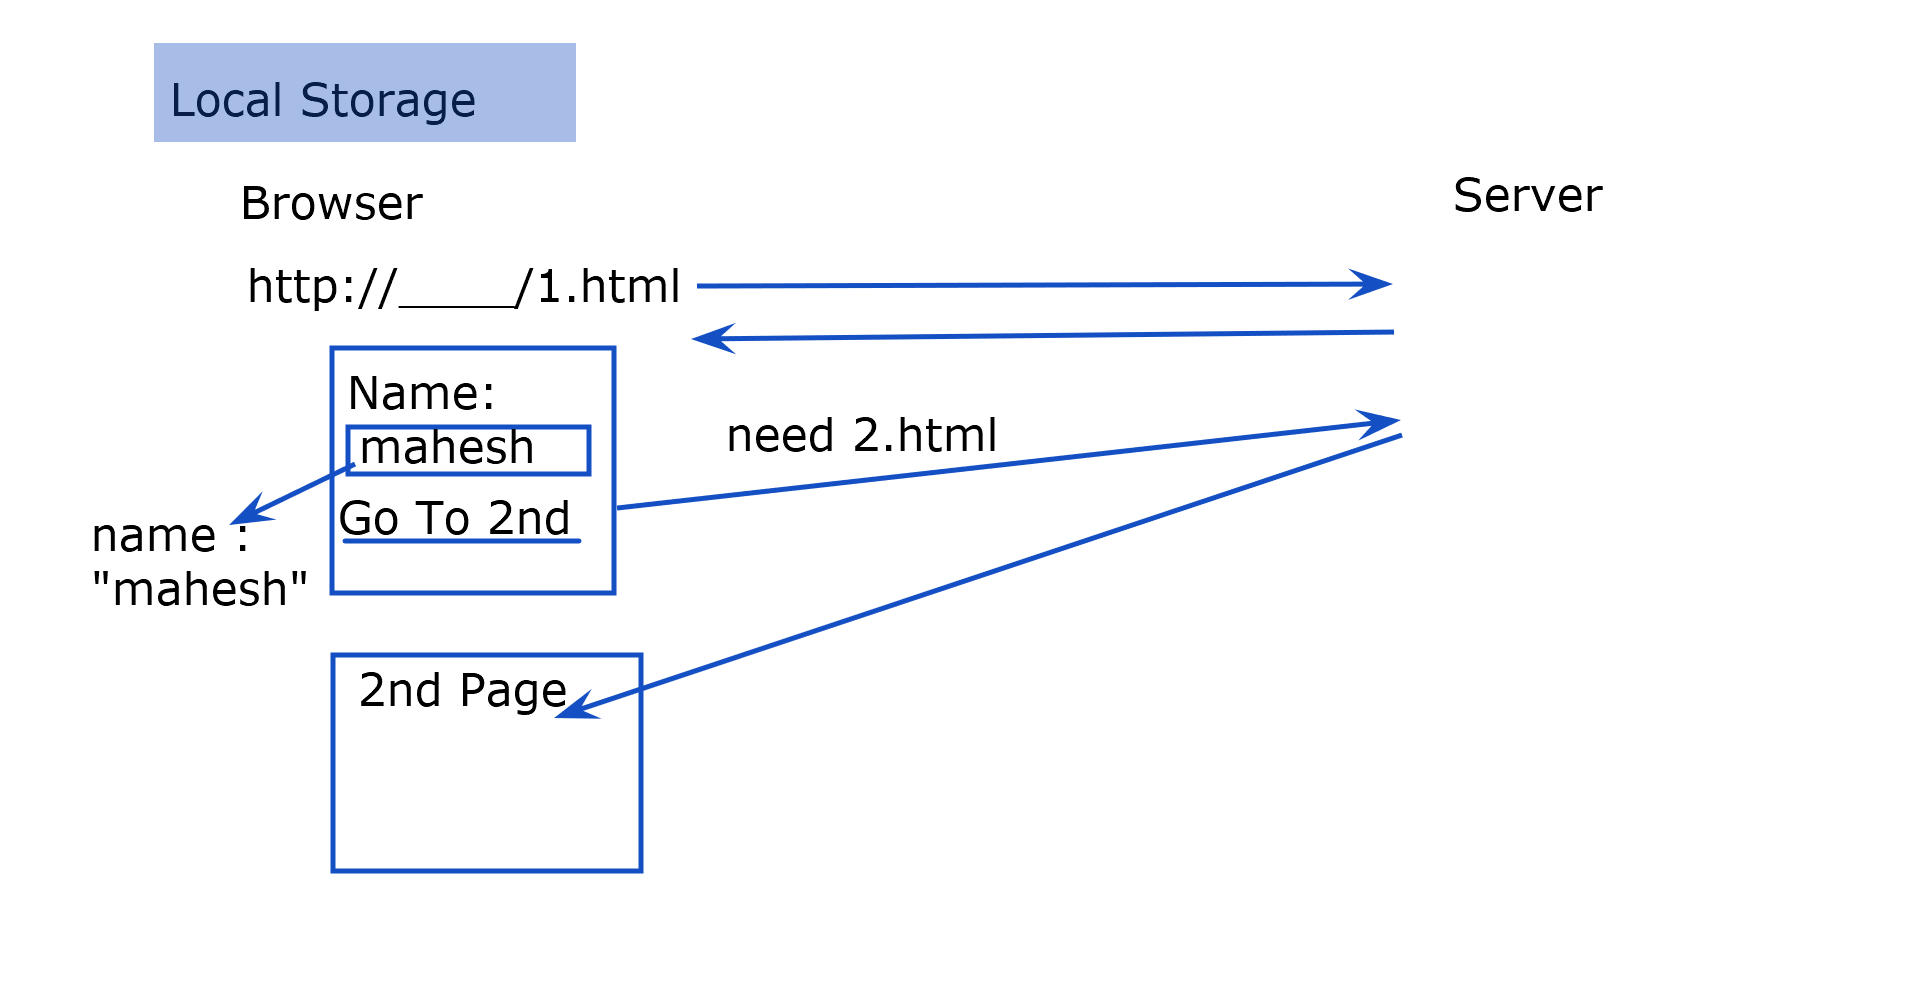 Local Storage
Browser
Server
http://_____/1.html
Name:
mahesh
need 2.html
Go To 2nd
name :
"mahesh"
2nd Page